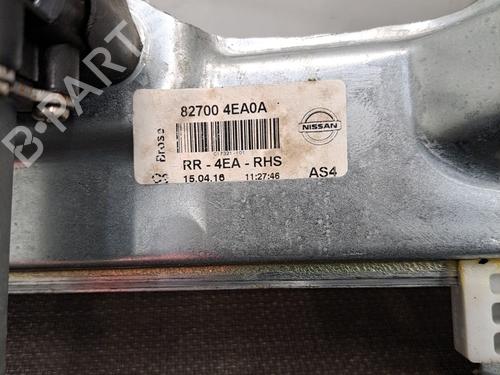 82700 4EA0A
Brose
NISSAN
RR - 4EA - RHS
15.04.16 11:27:46
AS4
B-PART